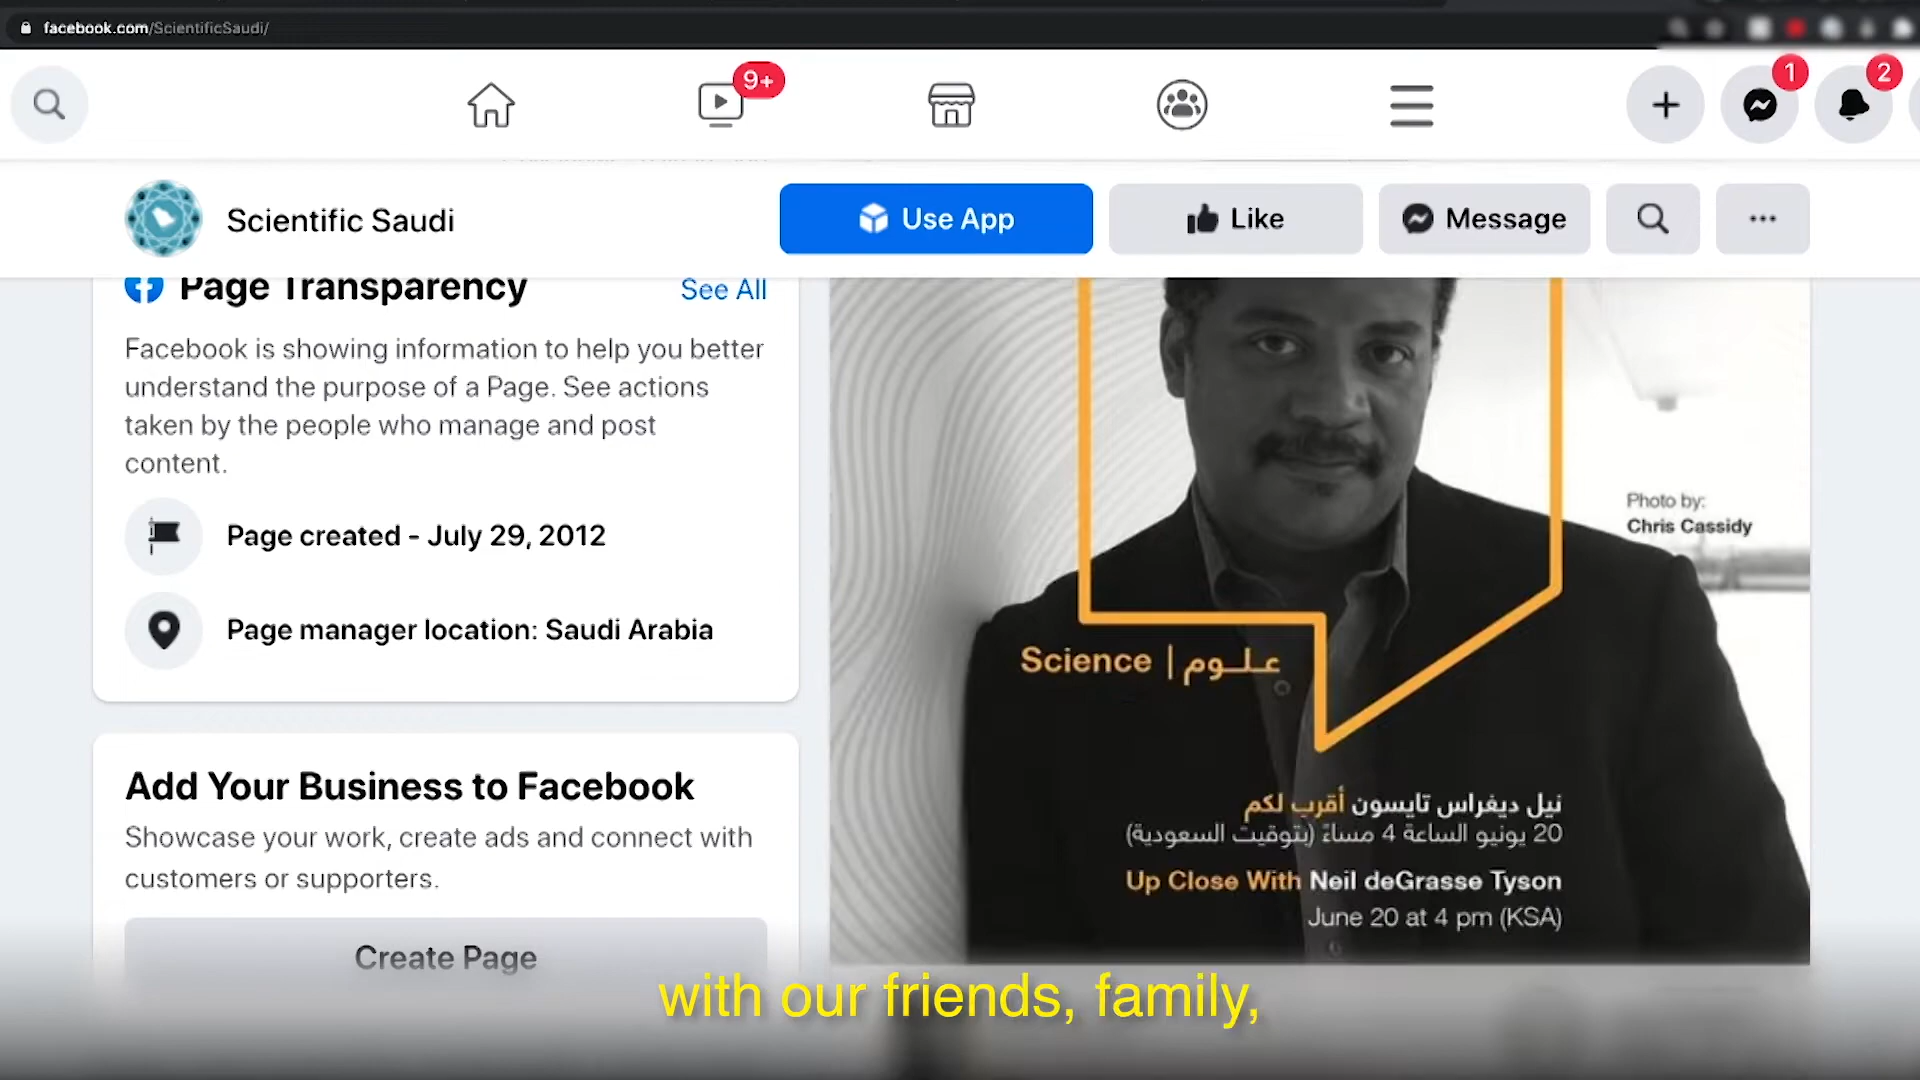 facebook.com/ScientificSaudi/
9+
1
2
Scientific Saudi
Use App
Like
Message
Page Transparency
See All
Facebook is showing information to help you better
understand the purpose of a Page. See actions
taken by the people who manage and post
content.
Page created - July 29, 2012
Page manager location: Saudi Arabia
Add Your Business to Facebook
Showcase your work, create ads and connect with
customers or supporters.
Create Page
Photo by:
Chris Cassidy
Science | علـوم
نيل ديغراس تايسون أقرب لكم
20 يونيو الساعة 4 مساءً (بتوقيت السعودية)
Up Close With Neil deGrasse Tyson
June 20 at 4 pm (KSA)
with our friends, family,